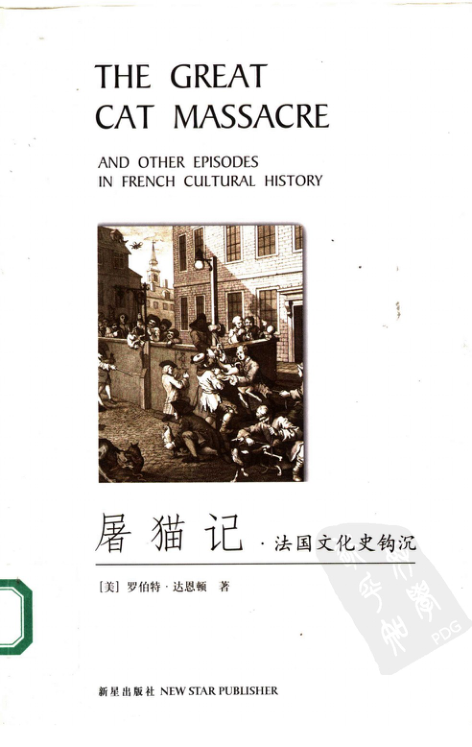 THE GREAT
CAT MASSACRE
AND OTHER EPISODES
IN FRENCH CULTURAL HISTORY
屠猫记·法国文化史钩沉
[美] 罗伯特·达恩顿 著
PDG
新星出版社 NEW STAR PUBLISHER